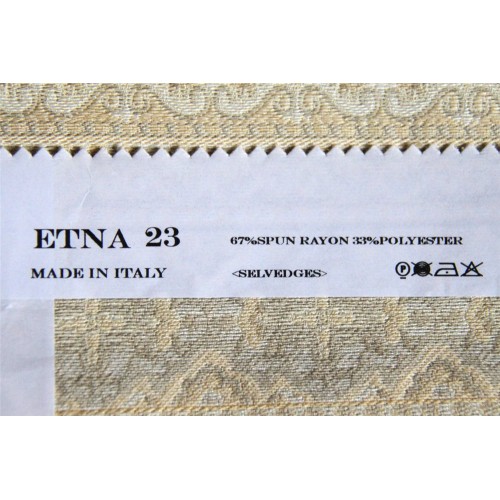 ETNA 23
67%SPUN RAYON 33%POLYESTER
MADE IN ITALY
<SELVEDGES>